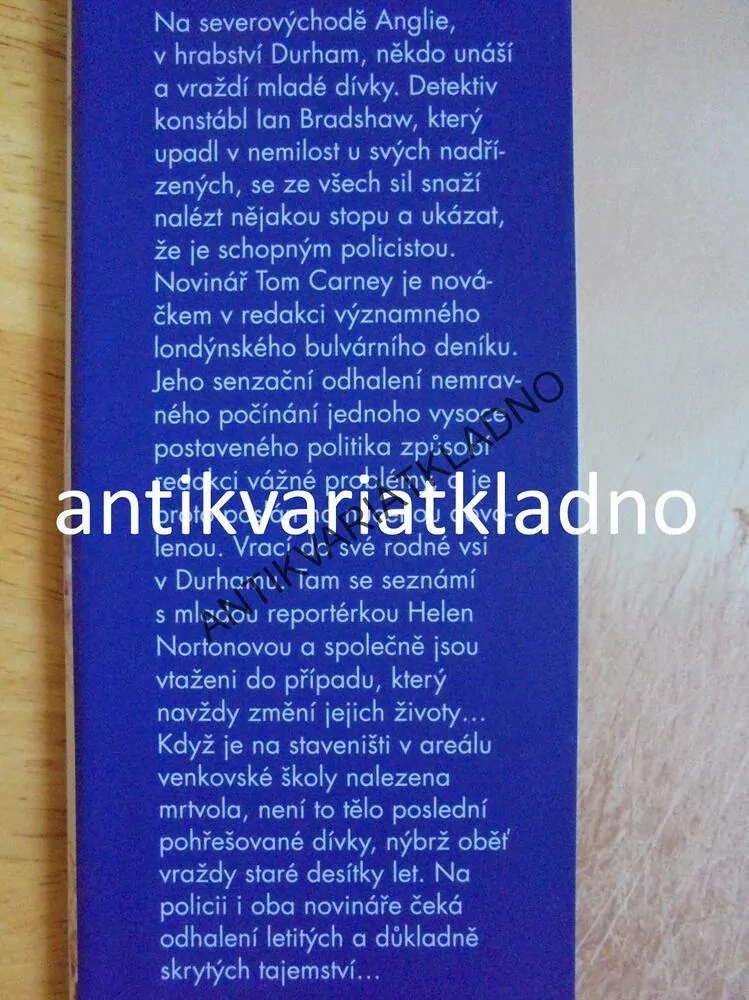 Na severovýchodě Anglie,
v hrabství Durham, někdo unáší
a vraždí mladé dívky. Detektiv
konstábl Ian Bradshaw, který
upadl v nemilost u svých nadří-
zených, se ze všech sil snaží
nalézt nějakou stopu a ukázat,
že je schopným policistou.
Novinář Tom Carney je nová-
čkem v redakci významného
londýnského bulvárního deníku.
Jeho senzační odhalení nemrav-
ného počínání jednoho vysoce
postaveného politika způsobí
redakci vážné problémy a je
antikvariatkladno
ANTIKVARIATKLADNO
lenou. Vrací do své rodné vsi
v Durhamu. Tam se seznámí
s mladou reportérkou Helen
Nortonovou a společně jsou
vtaženi do případu, který
navždy změní jejich životy...
Když je na staveništi v areálu
venkovské školy nalezena
mrtvola, není to tělo poslední
pohřešované dívky, nýbrž oběť
vraždy staré desítky let. Na
policii i oba novináře čeká
odhalení letitých a důkladně
skrytých tajemství...